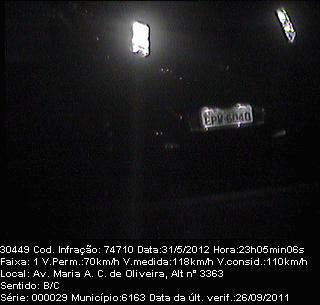 EPW-6040
30449 Cod. Infração: 74710 Data:31/5/2012 Hora:23h05min06s
Faixa: 1 V.Perm.:70km/h V.medida:118km/h V.consid.:110km/h
Local: Av. Maria A. C. de Oliveira, Alt nº 3363
Sentido: B/C
Série: 000029 Município:6163 Data da últ. verif.:26/09/2011